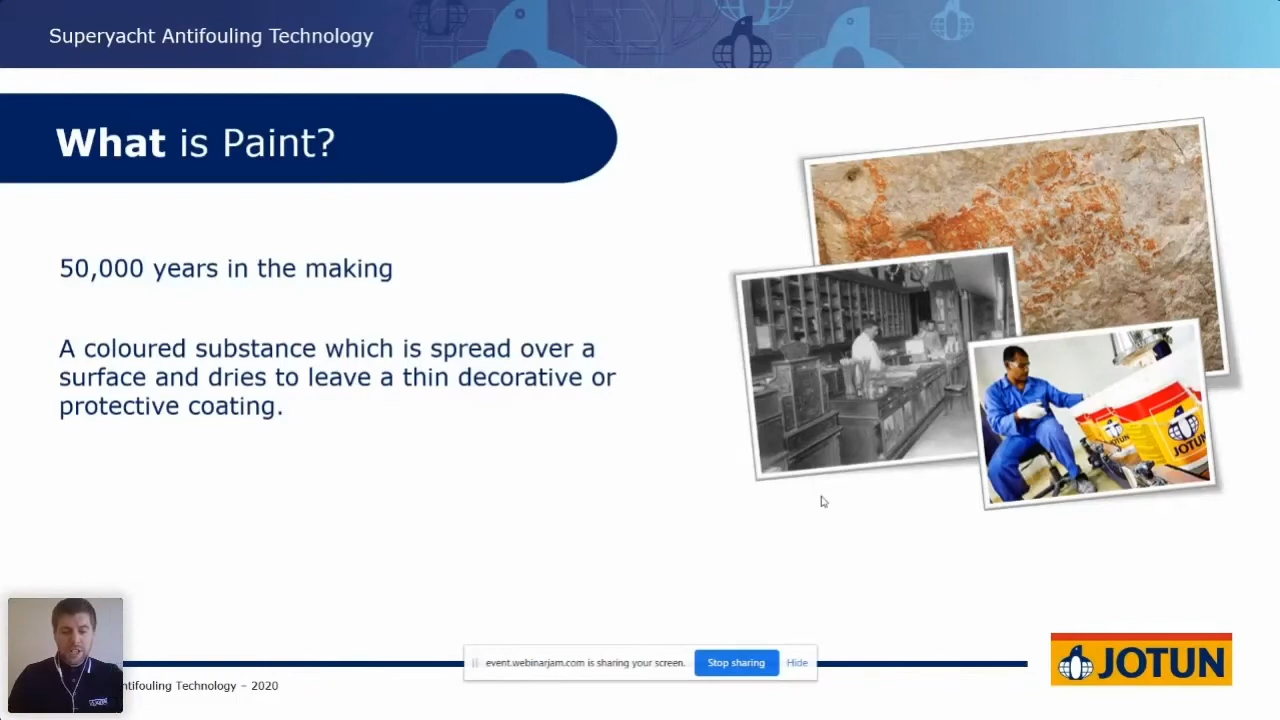 Superyacht Antifouling Technology
What is Paint?
50,000 years in the making
A coloured substance which is spread over a
surface and dries to leave a thin decorative or
protective coating.
JOTUN
JOTUN
event.webinarjam.com is sharing your screen.
Stop sharing
Hide
JOTUN
ntifouling Technology – 2020